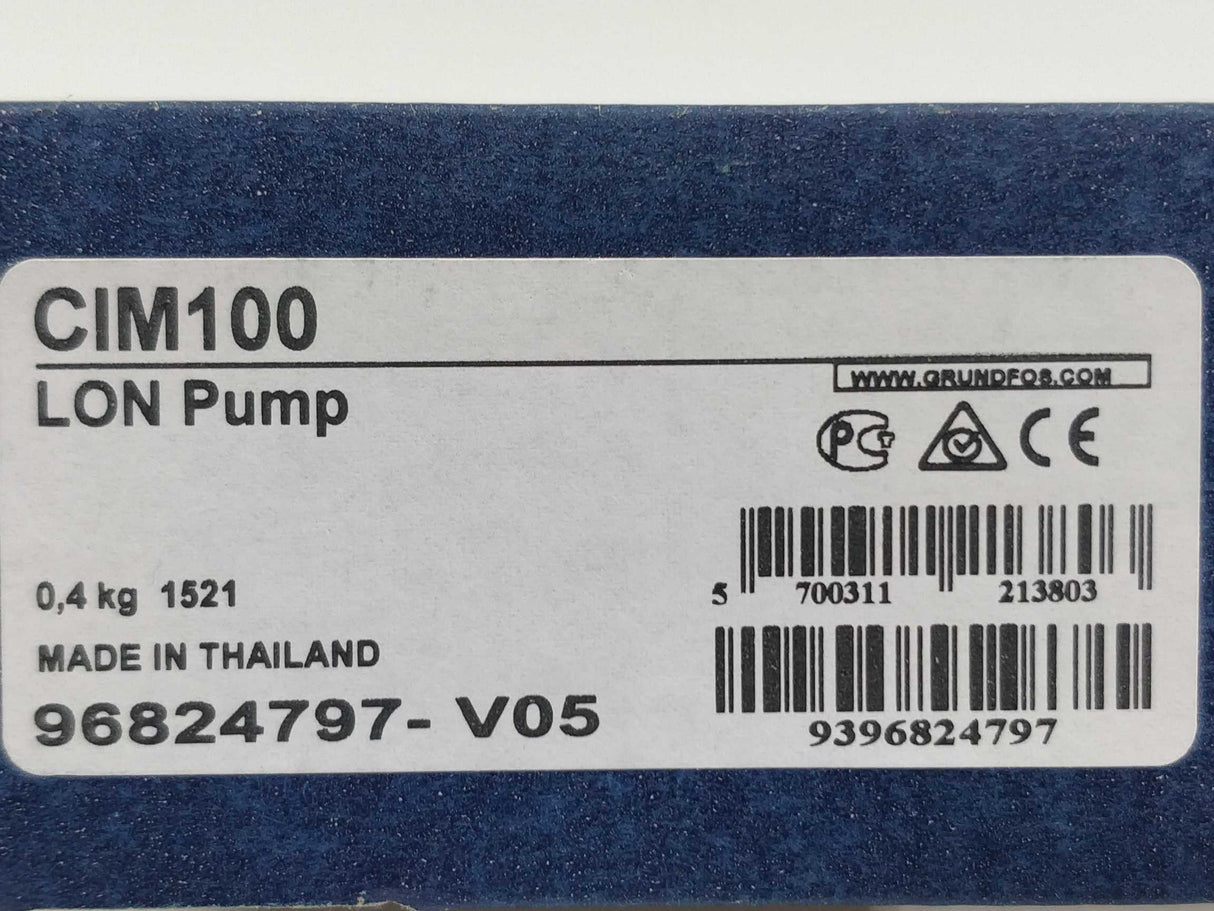 CIM100
WWW.GRUNDFOS.COM
LON Pump
CE
5 700311 213803
0,4 kg 1521
MADE IN THAILAND
96824797- V05
9396824797